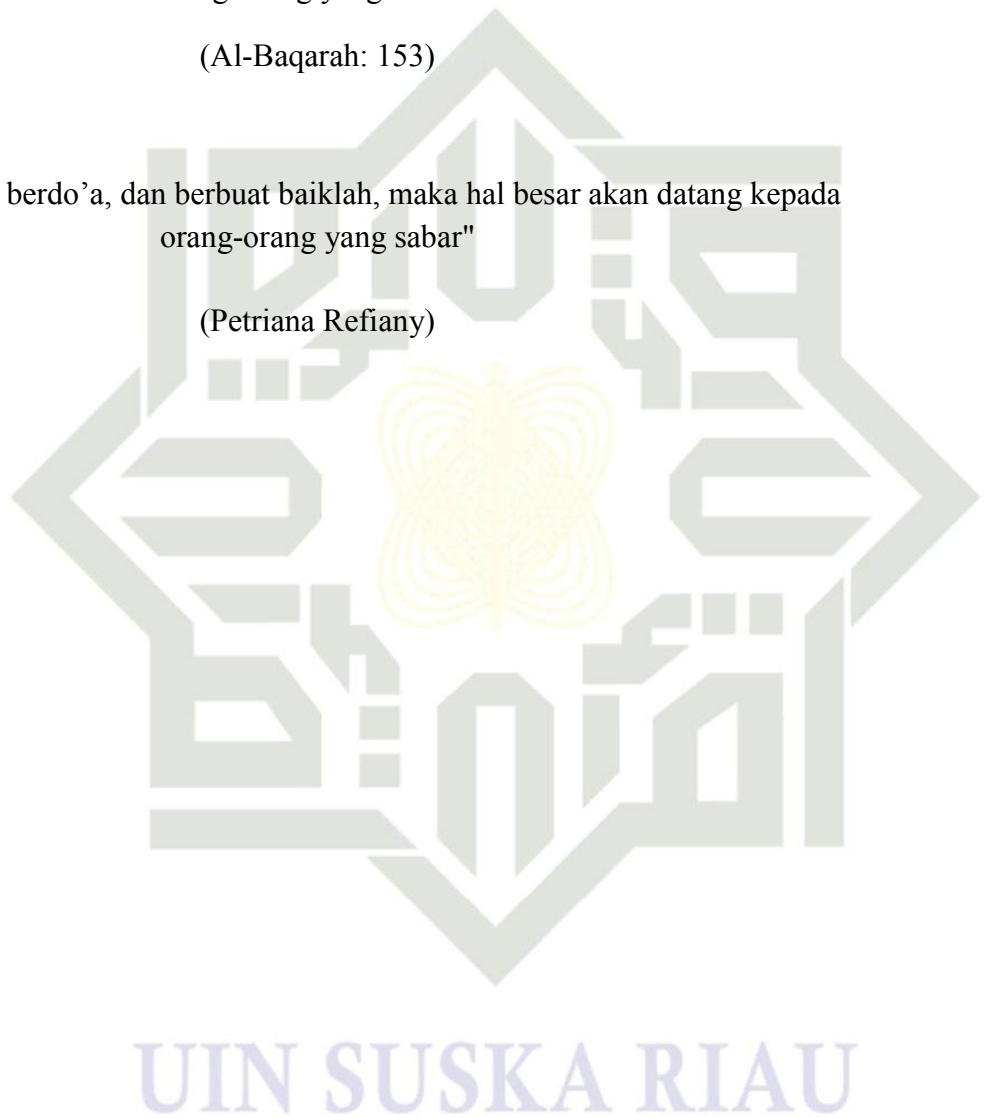 (Al-Baqarah: 153)
berdo’a, dan berbuat baiklah, maka hal besar akan datang kepada
orang-orang yang sabar"
(Petriana Refiany)
UIN SUSKA RIAU